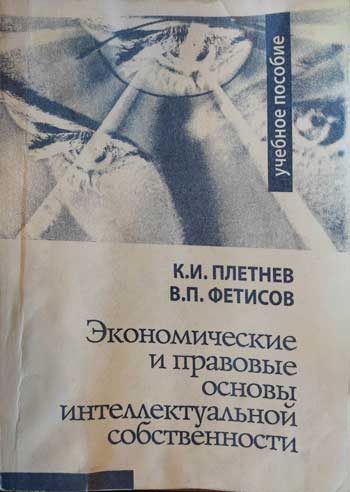 учебное пособие
К.И. ПЛЕТНЕВ
В.П. ФЕТИСОВ
Экономические
и правовые
основы
интеллектуальной
собственности